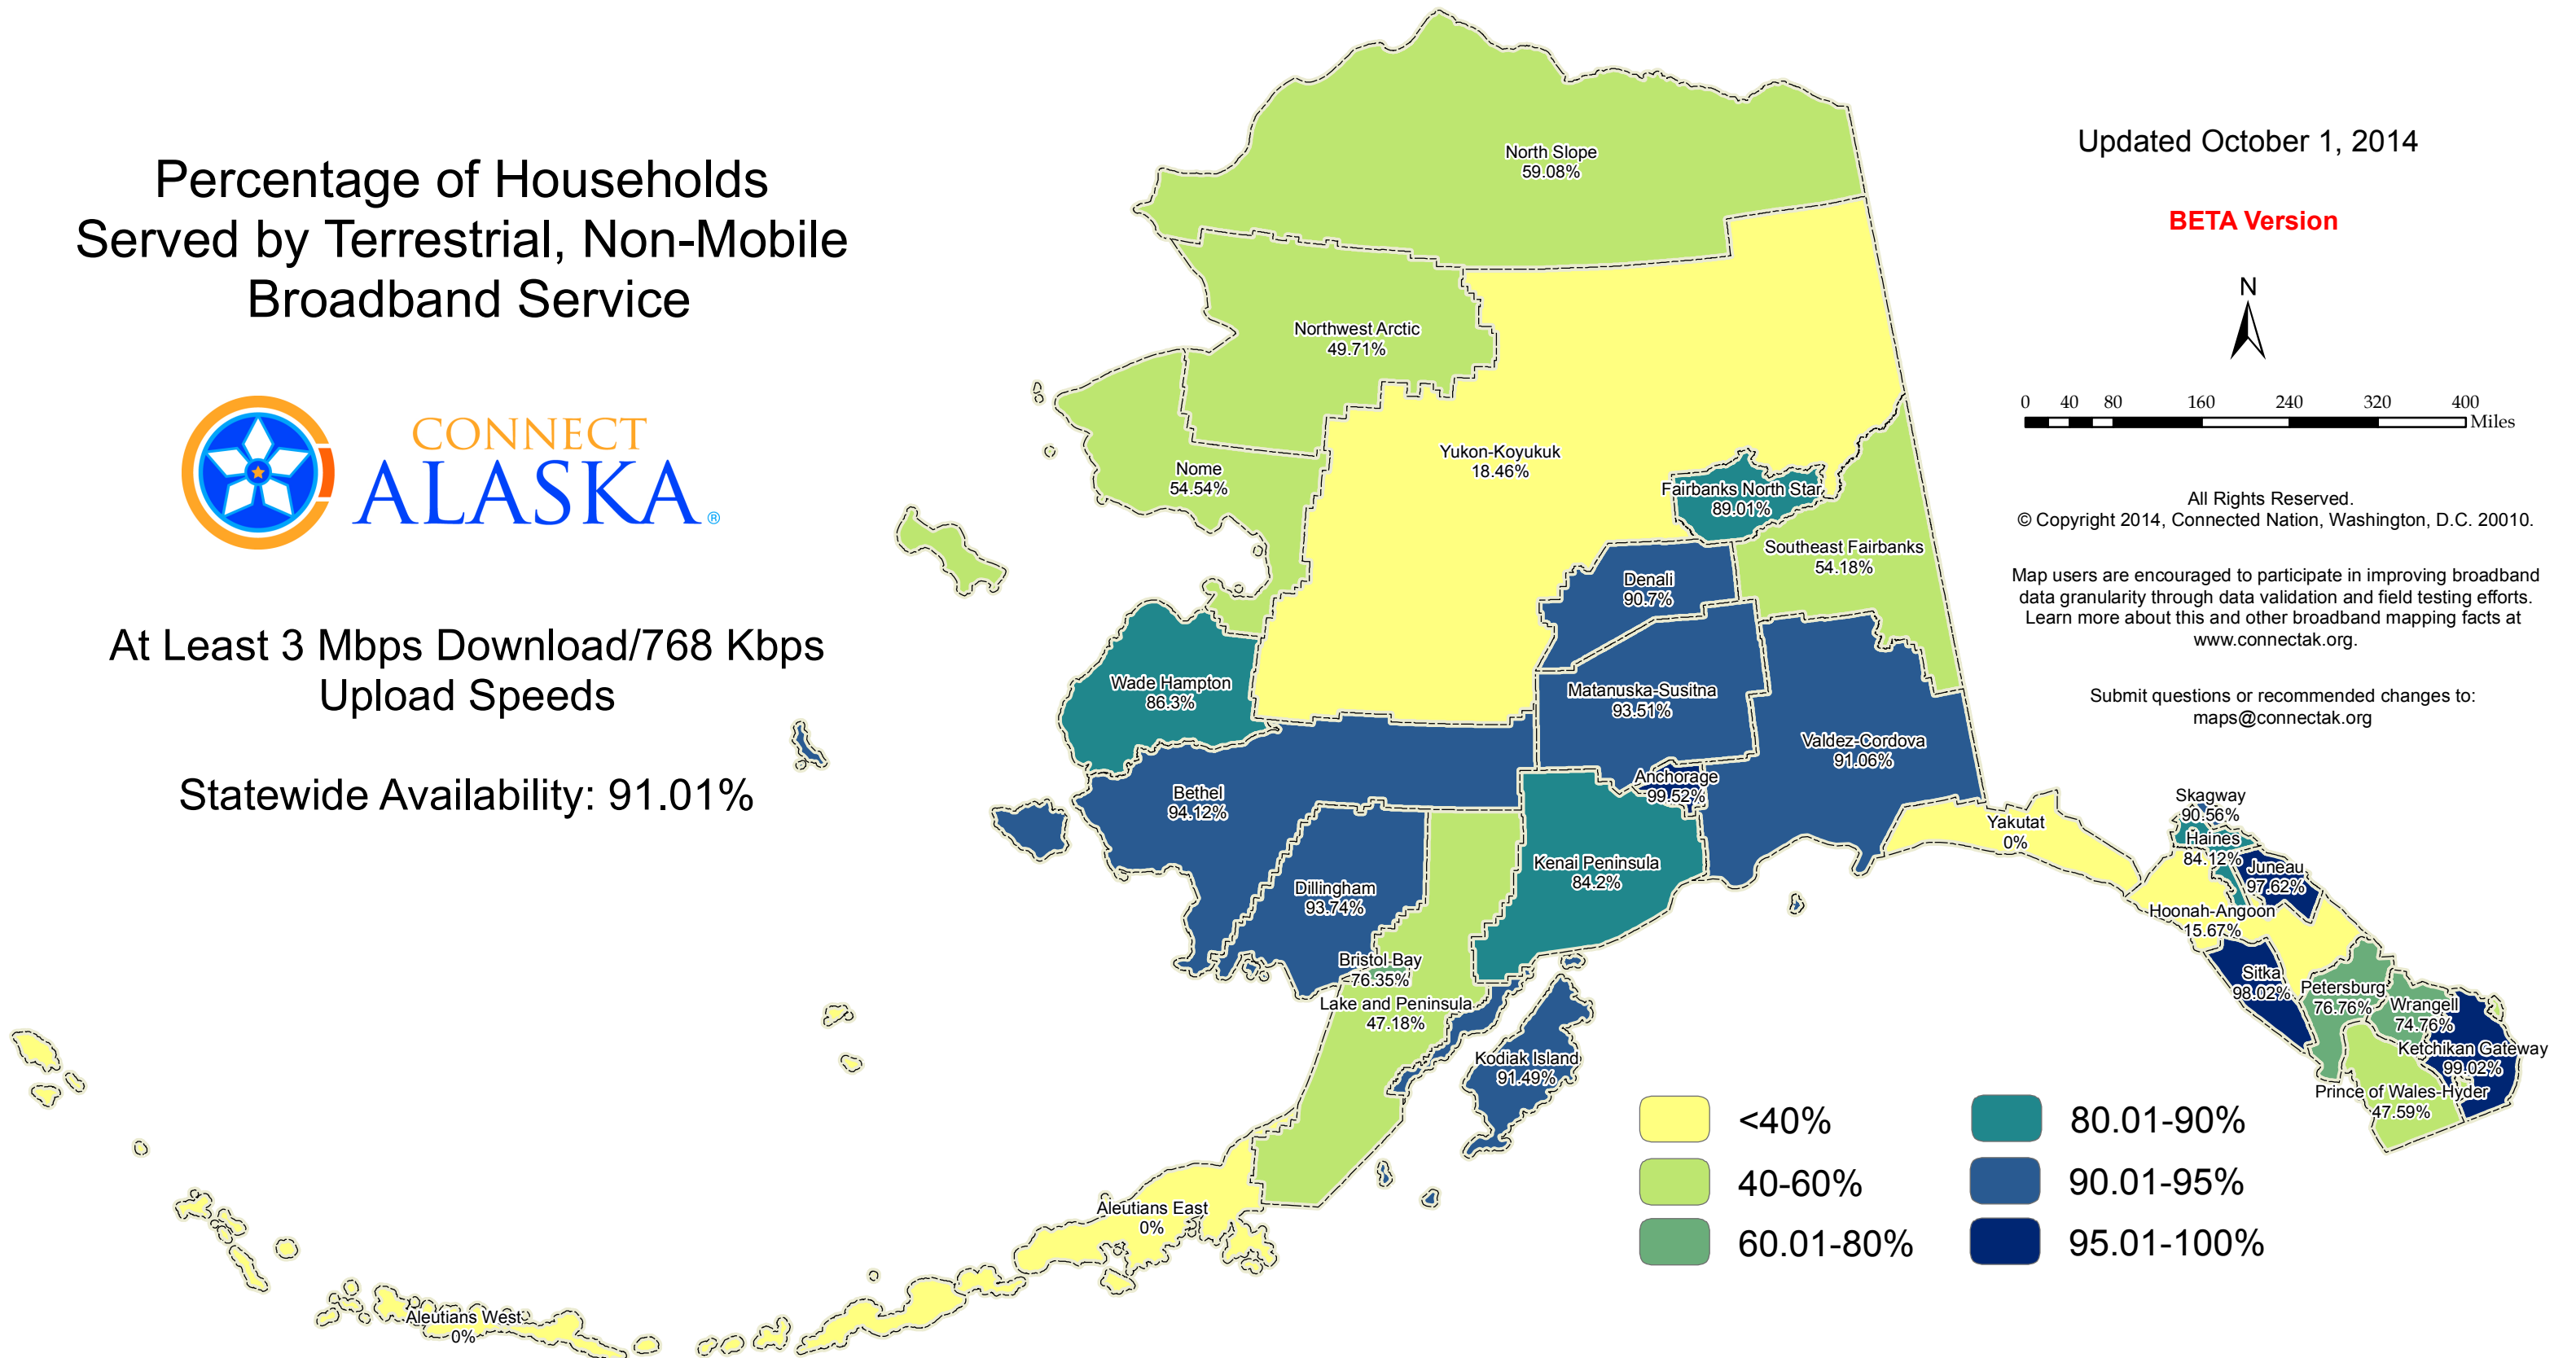 Percentage of Households
Served by Terrestrial, Non-Mobile
Broadband Service
CONNECT
ALASKA®
At Least 3 Mbps Download/768 Kbps
Upload Speeds
Statewide Availability: 91.01%
North Slope
59.08%
Northwest Arctic
49.71%
Nome
54.54%
Yukon-Koyukuk
18.46%
Fairbanks North Star
89.01%
Southeast Fairbanks
54.18%
Denali
90.7%
Wade Hampton
86.3%
Matanuska-Susitna
93.51%
Valdez-Cordova
91.06%
Anchorage
99.52%
Bethel
94.12%
Dillingham
93.74%
Kenai Peninsula
84.2%
Bristol Bay
76.35%
Lake and Peninsula
47.18%
Kodiak Island
91.49%
Aleutians East
0%
Aleutians West
0%
Yakutat
0%
Skagway
90.56%
Haines
84.12%
Juneau
97.62%
Hoonah-Angoon
15.67%
Sitka
98.02%
Petersburg
76.76%
Wrangell
74.76%
Ketchikan Gateway
99.02%
Prince of Wales-Hyder
47.59%
Updated October 1, 2014
BETA Version
N
0 40 80 160 240 320 400
Miles
All Rights Reserved.
© Copyright 2014, Connected Nation, Washington, D.C. 20010.
Map users are encouraged to participate in improving broadband
data granularity through data validation and field testing efforts.
Learn more about this and other broadband mapping facts at
www.connectak.org.
Submit questions or recommended changes to:
maps@connectak.org
<40%
40-60%
60.01-80%
80.01-90%
90.01-95%
95.01-100%